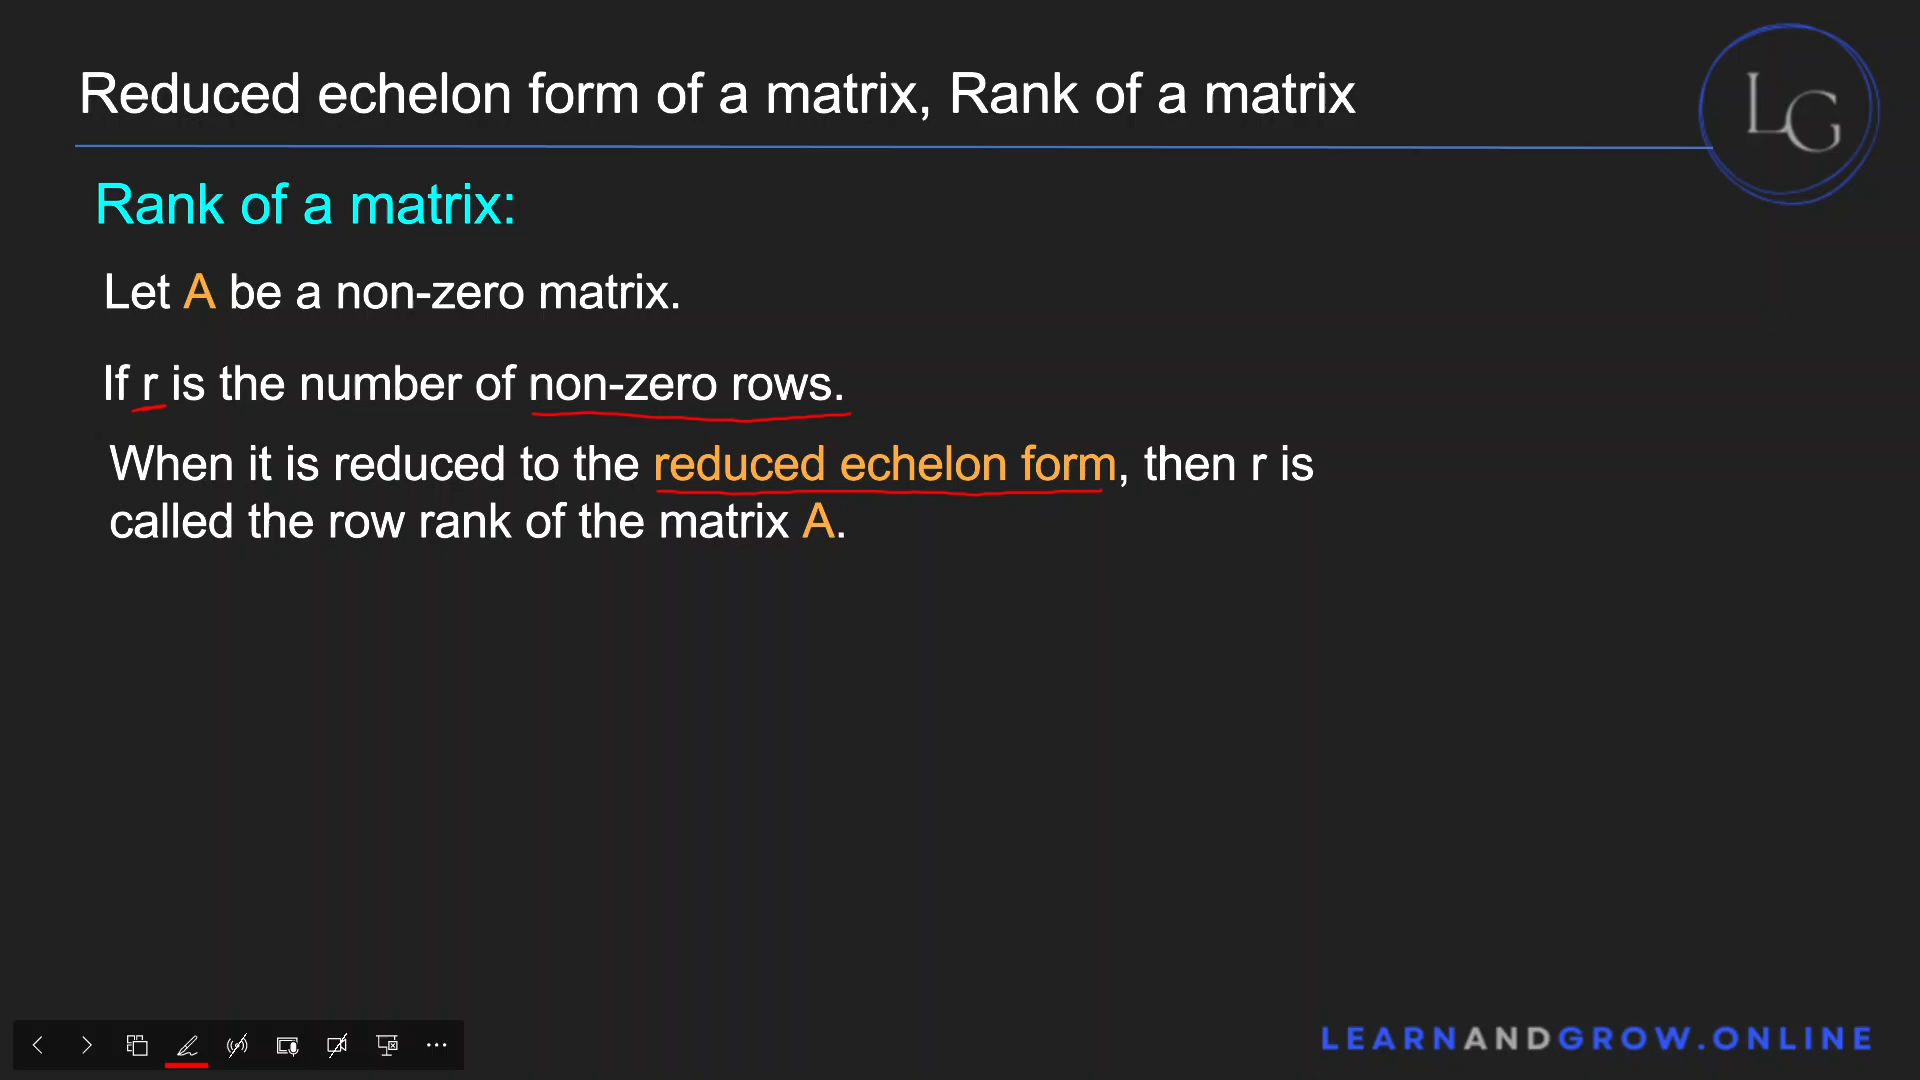 Reduced echelon form of a matrix, Rank of a matrix
LG
Rank of a matrix:
Let A be a non-zero matrix.
If r is the number of non-zero rows.
When it is reduced to the reduced echelon form, then r is
called the row rank of the matrix A.
LEARNANDGROW.ONLINE